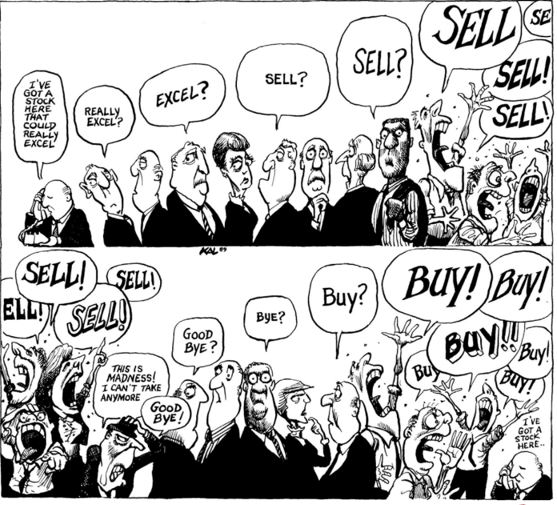 I'VE
GOT A
STOCK
HERE
THAT
COULD
REALLY
EXCEL
REALLY
EXCEL?
EXCEL?
SELL?
SELL?
SELL
SE
SELL!
SELL!
KAL 89
SELL!
SELL!
ELL!
SELL!
THIS IS
MADNESS!
I CAN'T TAKE
ANYMORE
GOOD
BYE!
GOOD
BYE?
BYE?
BUY?
BUY!
BUY!
BUY!!
BUY
BUY!
BUY!
I'VE
GOT A
STOCK
HERE..